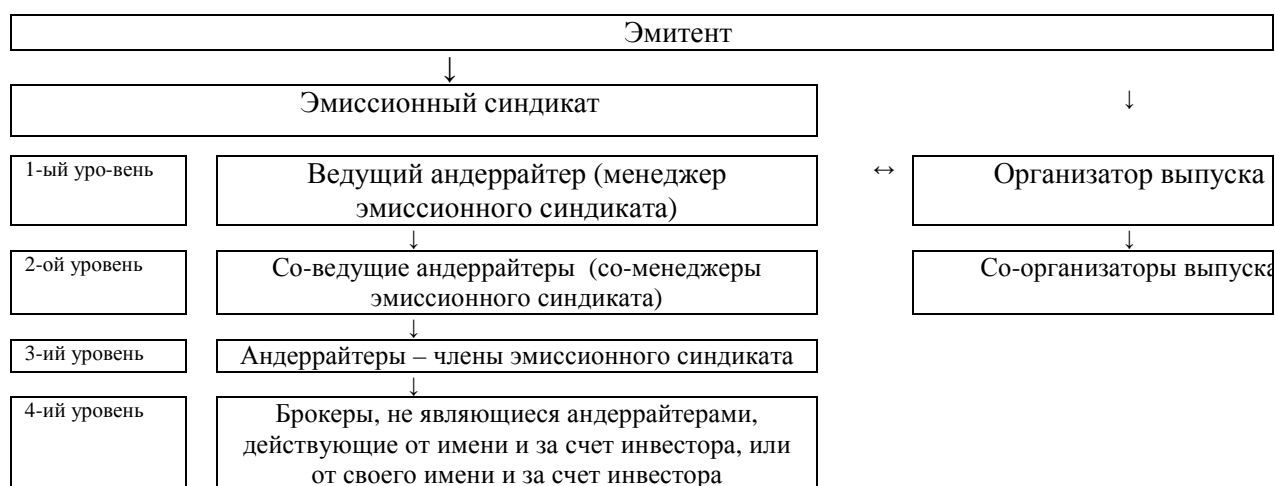 Эмитент
↓
Эмиссионный синдикат
↓
1-ый уро-вень
Ведущий андеррайтер (менеджер
эмиссионного синдиката)
↔
Организатор выпуска
↓
↓
2-ой уровень
Со-ведущие андеррайтеры (со-менеджеры
эмиссионного синдиката)
Со-организаторы выпуска
↓
3-ий уровень
Андеррайтеры – члены эмиссионного синдиката
↓
4-ий уровень
Брокеры, не являющиеся андеррайтерами,
действующие от имени и за счет инвестора, или
от своего имени и за счет инвестора